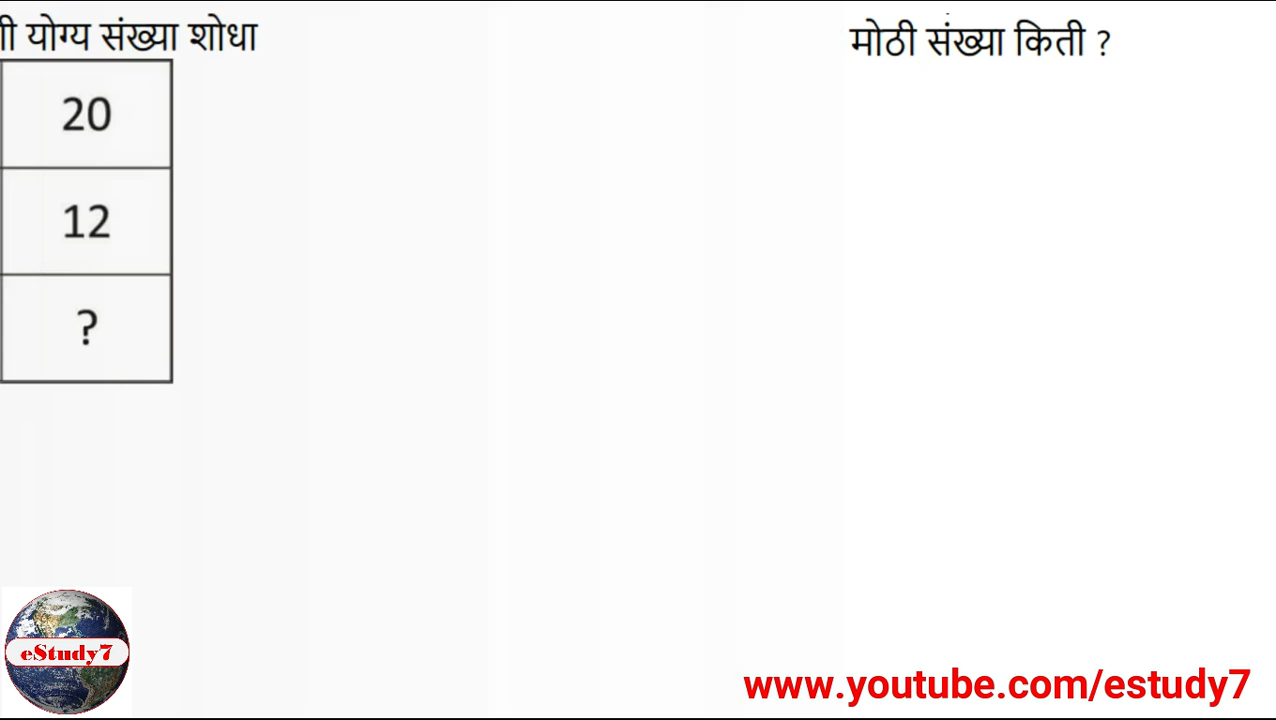 योग्य संख्या शोधा
मोठी संख्या किती ?
20
12
?
eStudy7
www.youtube.com/estudy7